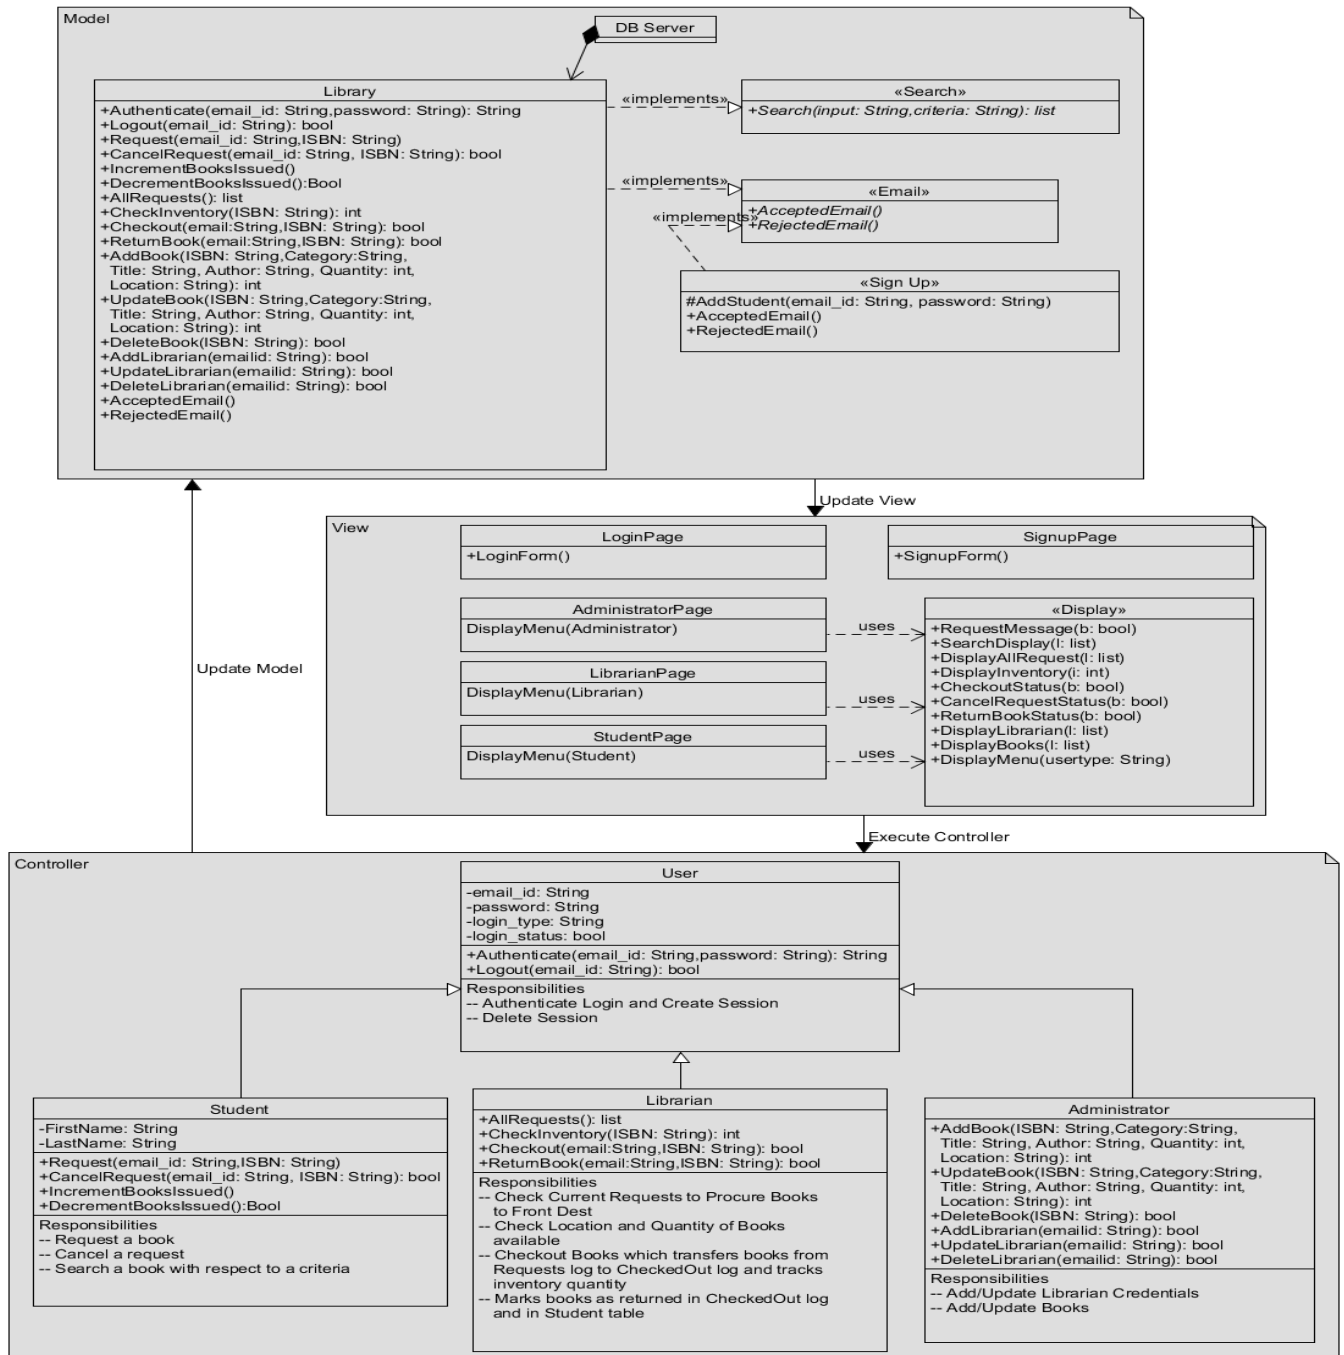 Model
DB Server
Library
+Authenticate(email_id: String,password: String): String
+Logout(email_id: String): bool
+Request(email_id: String,ISBN: String)
+CancelRequest(email_id: String, ISBN: String): bool
+IncrementBooksIssued()
+DecrementBooksIssued():Bool
+AllRequests(): list
+CheckInventory(ISBN: String): int
+Checkout(email:String,ISBN: String): bool
+ReturnBook(email:String,ISBN: String): bool
+AddBook(ISBN: String,Category:String,
Title: String, Author: String, Quantity: int,
Location: String): int
+UpdateBook(ISBN: String,Category:String,
Title: String, Author: String, Quantity: int,
Location: String): int
+DeleteBook(ISBN: String): bool
+AddLibrarian(emailid: String): bool
+UpdateLibrarian(emailid: String): bool
+DeleteLibrarian(emailid: String): bool
+AcceptedEmail()
+RejectedEmail()
«implements»
«Search»
+Search(input: String,criteria: String): list
«implements»
«Email»
+AcceptedEmail()
+RejectedEmail()
«implements»
«Sign Up»
#AddStudent(email_id: String, password: String)
+AcceptedEmail()
+RejectedEmail()
Update View
Update Model
View
LoginPage
+LoginForm()
SignupPage
+SignupForm()
AdministratorPage
DisplayMenu(Administrator)
uses
LibrarianPage
DisplayMenu(Librarian)
uses
StudentPage
DisplayMenu(Student)
uses
«Display»
+RequestMessage(b: bool)
+SearchDisplay(l: list)
+DisplayAllRequest(l: list)
+DisplayInventory(i: int)
+CheckoutStatus(b: bool)
+CancelRequestStatus(b: bool)
+ReturnBookStatus(b: bool)
+DisplayLibrarian(l: list)
+DisplayBooks(l: list)
+DisplayMenu(usertype: String)
Execute Controller
Controller
User
-email_id: String
-password: String
-login_type: String
-login_status: bool
+Authenticate(email_id: String,password: String): String
+Logout(email_id: String): bool
Responsibilities
-- Authenticate Login and Create Session
-- Delete Session
Student
-FirstName: String
-LastName: String
+Request(email_id: String,ISBN: String)
+CancelRequest(email_id: String, ISBN: String): bool
+IncrementBooksIssued()
+DecrementBooksIssued():Bool
Responsibilities
-- Request a book
-- Cancel a request
-- Search a book with respect to a criteria
Librarian
+AllRequests(): list
+CheckInventory(ISBN: String): int
+Checkout(email:String,ISBN: String): bool
+ReturnBook(email:String,ISBN: String): bool
Responsibilities
-- Check Current Requests to Procure Books
to Front Dest
-- Check Location and Quantity of Books
available
-- Checkout Books which transfers books from
Requests log to CheckedOut log and tracks
inventory quantity
-- Marks books as returned in CheckedOut log
and in Student table
Administrator
+AddBook(ISBN: String,Category:String,
Title: String, Author: String, Quantity: int,
Location: String): int
+UpdateBook(ISBN: String,Category:String,
Title: String, Author: String, Quantity: int,
Location: String): int
+DeleteBook(ISBN: String): bool
+AddLibrarian(emailid: String): bool
+UpdateLibrarian(emailid: String): bool
+DeleteLibrarian(emailid: String): bool
Responsibilities
-- Add/Update Librarian Credentials
-- Add/Update Books